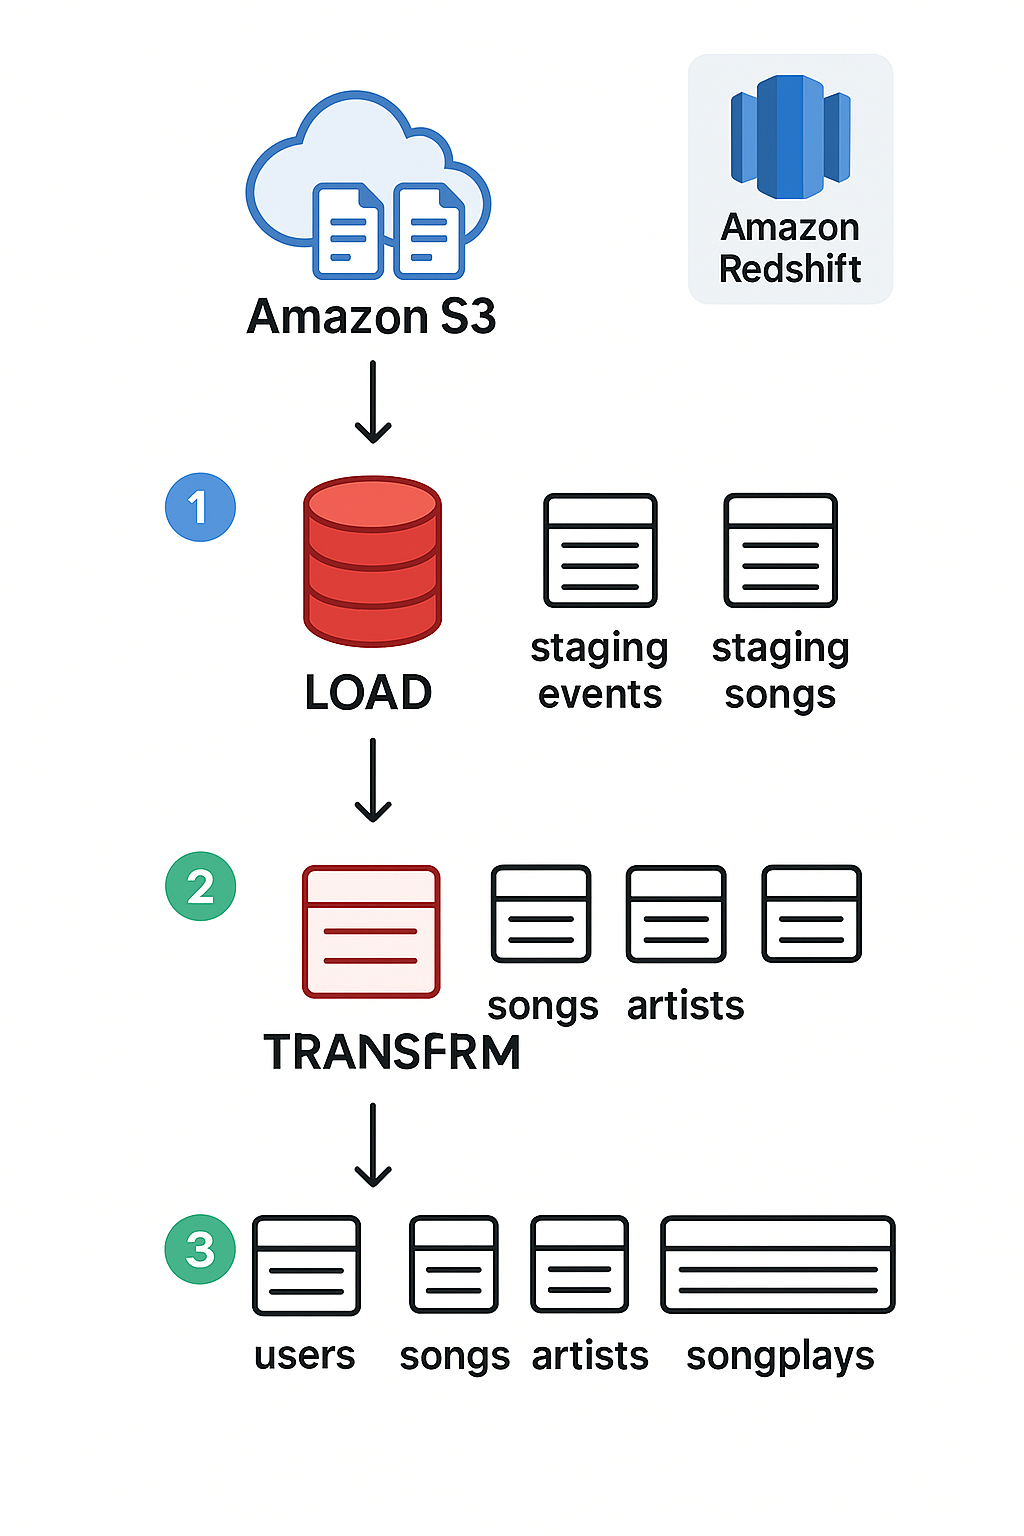 Amazon
Redshift
Amazon S3
1
LOAD
staging
events
staging
songs
2
songs
artists
TRANSFRM
3
users
songs
artists
songplays